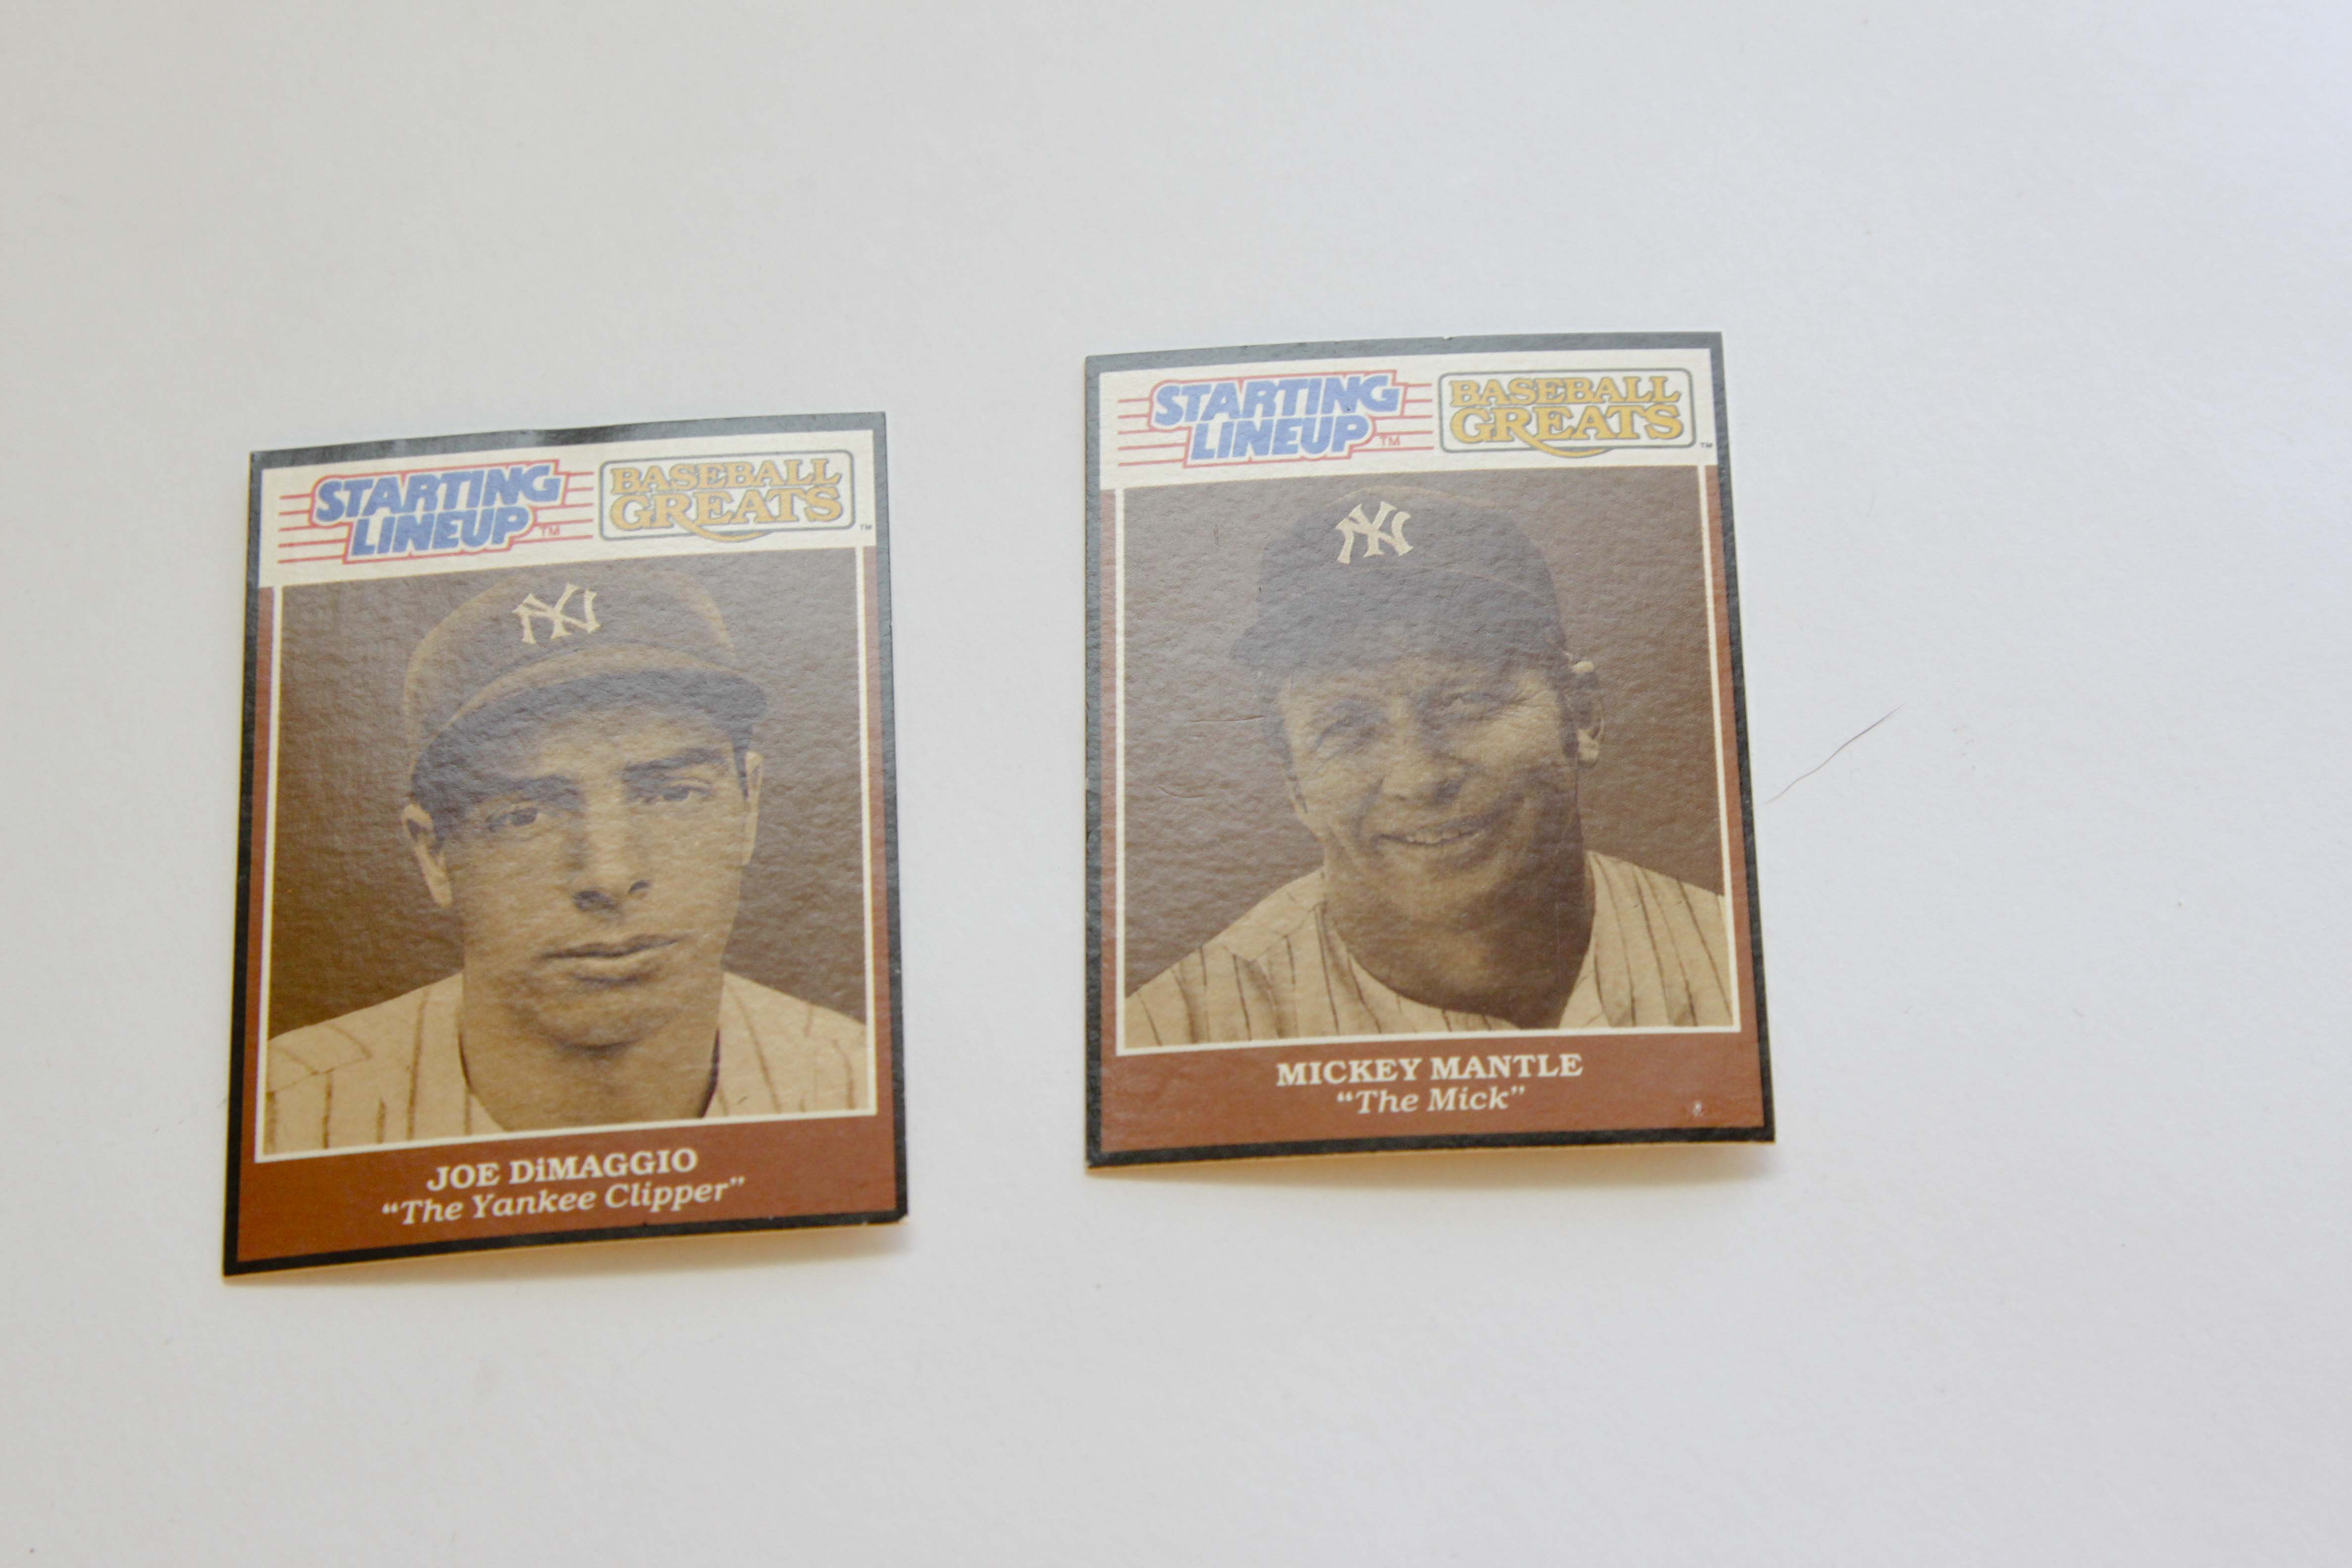 STARTING
LINEUP TM
BASEBALL
GREATS TM
NY
JOE DiMAGGIO
"The Yankee Clipper"
STARTING
LINEUP TM
BASEBALL
GREATS TM
NY
MICKEY MANTLE
"The Mick"